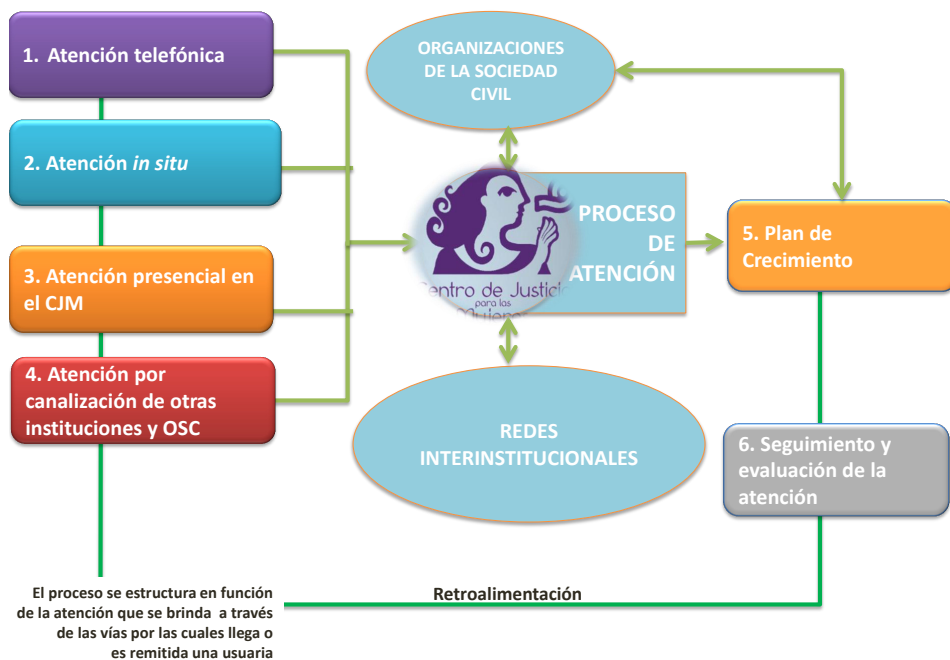 1. Atención telefónica
2. Atención in situ
3. Atención presencial en
el CJM
4. Atención por
canalización de otras
instituciones y OSC
ORGANIZACIONES
DE LA SOCIEDAD
CIVIL
PROCESO
DE
ATENCIÓN
entro de Justici
para las
Mujere
REDES
INTERINSTITUCIONALES
5. Plan de
Crecimiento
6. Seguimiento y
evaluación de la
atención
Retroalimentación
El proceso se estructura en función
de la atención que se brinda a través
de las vías por las cuales llega o
es remitida una usuaria